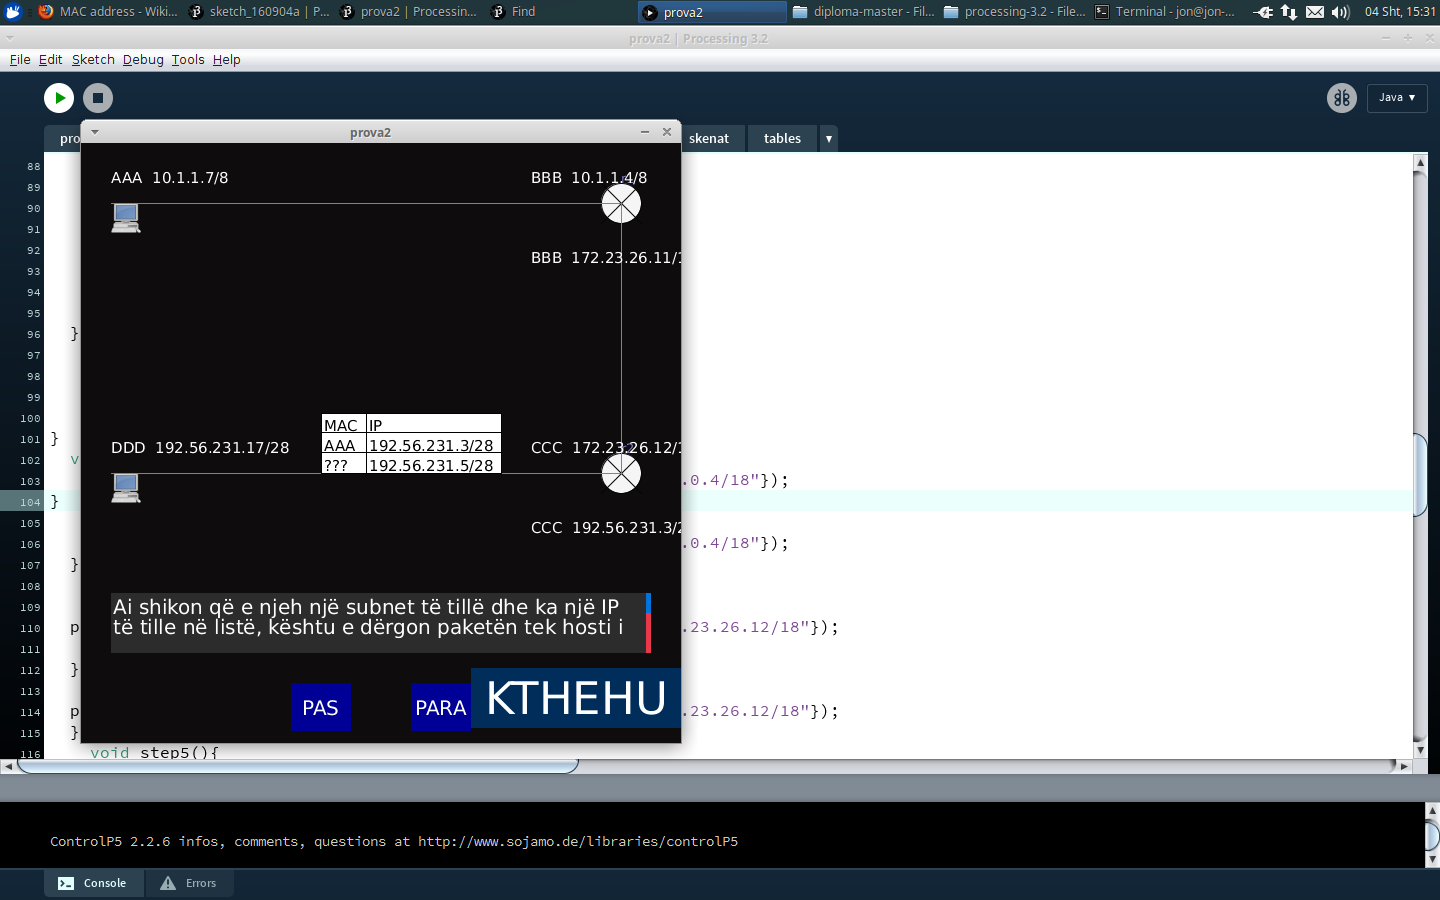 MAC address - Wiki...
sketch_160904a | P...
prova2 | Processin...
Find
prova2
diploma-master - Fil...
processing-3.2 - File...
Terminal - jon@jon-...
04 Sht, 15:31
prova2 | Processing 3.2
File Edit Sketch Debug Tools Help
Java ▾
pro
skenat
tables
prova2
AAA 10.1.1.7/8
BBB 10.1.1.4/8
BBB 172.23.26.11/1
DDD 192.56.231.17/28
MAC IP
AAA 192.56.231.3/28
??? 192.56.231.5/28
CCC 172.23.26.12/1
CCC 192.56.231.3/2
Ai shikon që e njeh një subnet të tillë dhe ka një IP
të tille në listë, kështu e dërgon paketën tek hosti i
PAS
PARA
KTHEHU
88
89
90
91
92
93
94
95
96 }
97
98
99
100
101 }
102 v
103 .0.4/18"});
104 }
105
106 .0.4/18"});
107 }
108
109
110 p .23.26.12/18"});
111
112 }
113
114 p .23.26.12/18"});
115 }
116 void step5(){
ControlP5 2.2.6 infos, comments, questions at http://www.sojamo.de/libraries/controlP5
Console
Errors